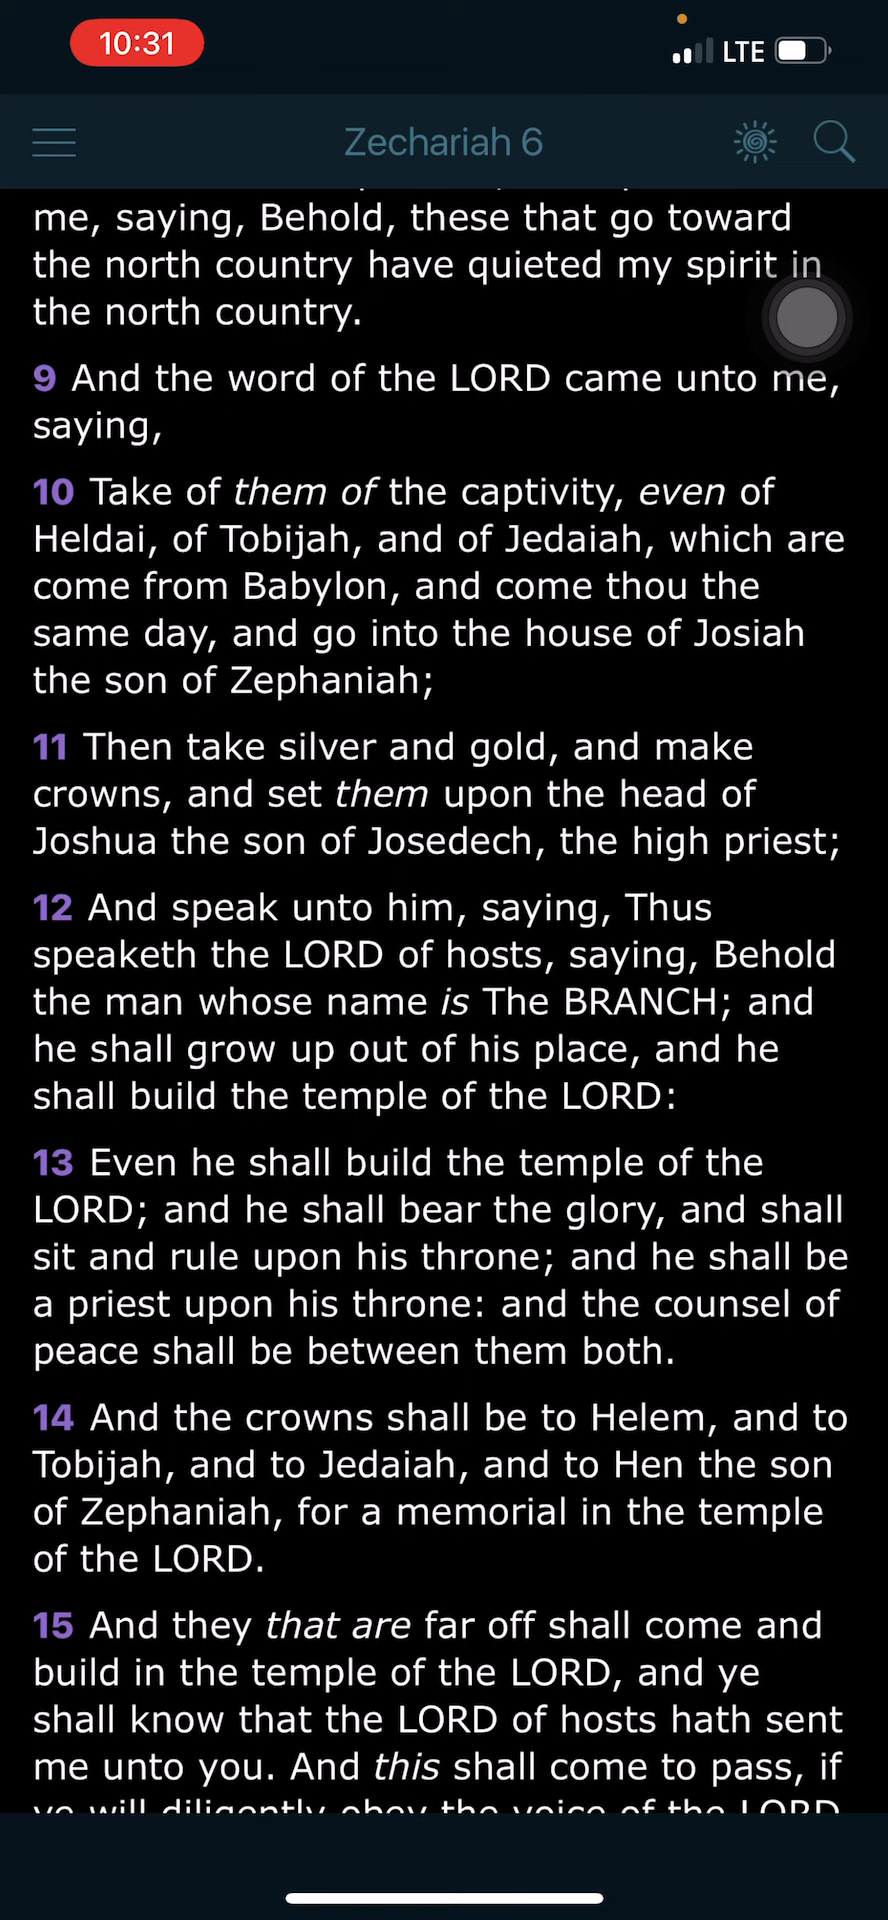 10:31
LTE
Zechariah 6
me, saying, Behold, these that go toward
the north country have quieted my spirit in
the north country.
9 And the word of the LORD came unto me,
saying,
10 Take of them of the captivity, even of
Heldai, of Tobijah, and of Jedaiah, which are
come from Babylon, and come thou the
same day, and go into the house of Josiah
the son of Zephaniah;
11 Then take silver and gold, and make
crowns, and set them upon the head of
Joshua the son of Josedech, the high priest;
12 And speak unto him, saying, Thus
speaketh the LORD of hosts, saying, Behold
the man whose name is The BRANCH; and
he shall grow up out of his place, and he
shall build the temple of the LORD:
13 Even he shall build the temple of the
LORD; and he shall bear the glory, and shall
sit and rule upon his throne; and he shall be
a priest upon his throne: and the counsel of
peace shall be between them both.
14 And the crowns shall be to Helem, and to
Tobijah, and to Jedaiah, and to Hen the son
of Zephaniah, for a memorial in the temple
of the LORD.
15 And they that are far off shall come and
build in the temple of the LORD, and ye
shall know that the LORD of hosts hath sent
me unto you. And this shall come to pass, if
ye will diligently obey the voice of the LORD